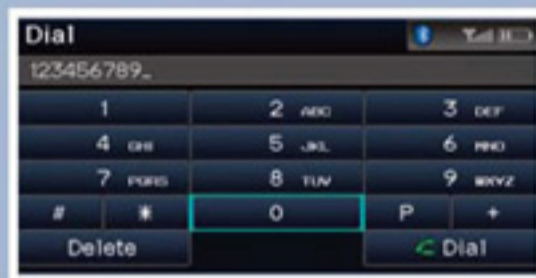 Dial
123456789_
1 2 ABC 3 DEF
4 GHI 5 JKL 6 MNO
7 PQRS 8 TUV 9 WXYZ
# * 0 P +
Delete Dial